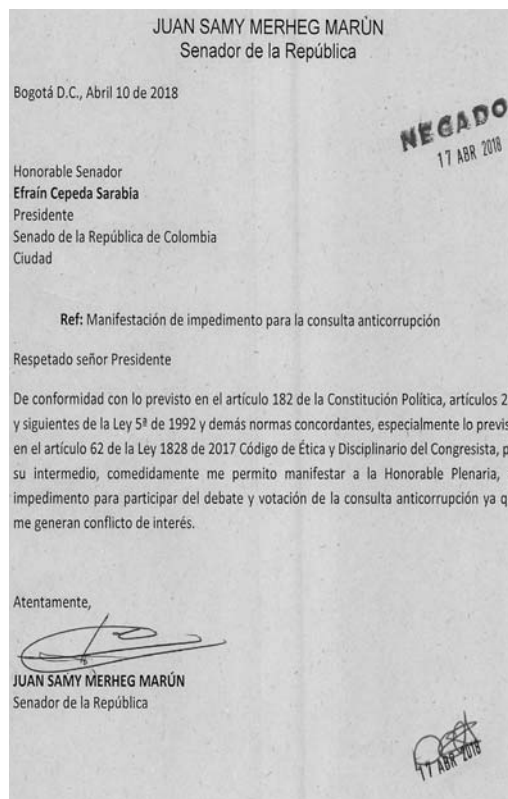 JUAN SAMY MERHEG MARÚN
Senador de la República
Bogotá D.C., Abril 10 de 2018
NEGADO
17 ABR 2018
Honorable Senador
Efraín Cepeda Sarabia
Presidente
Senado de la República de Colombia
Ciudad
Ref: Manifestación de impedimento para la consulta anticorrupción
Respetado señor Presidente
De conformidad con lo previsto en el artículo 182 de la Constitución Política, artículos 2
y siguientes de la Ley 5ª de 1992 y demás normas concordantes, especialmente lo previs
en el artículo 62 de la Ley 1828 de 2017 Código de Ética y Disciplinario del Congresista, p
su intermedio, comedidamente me permito manifestar a la Honorable Plenaria,
impedimento para participar del debate y votación de la consulta anticorrupción ya q
me generan conflicto de interés.
Atentamente,
JUAN SAMY MERHEG MARÚN
Senador de la República
17 ABR 2018